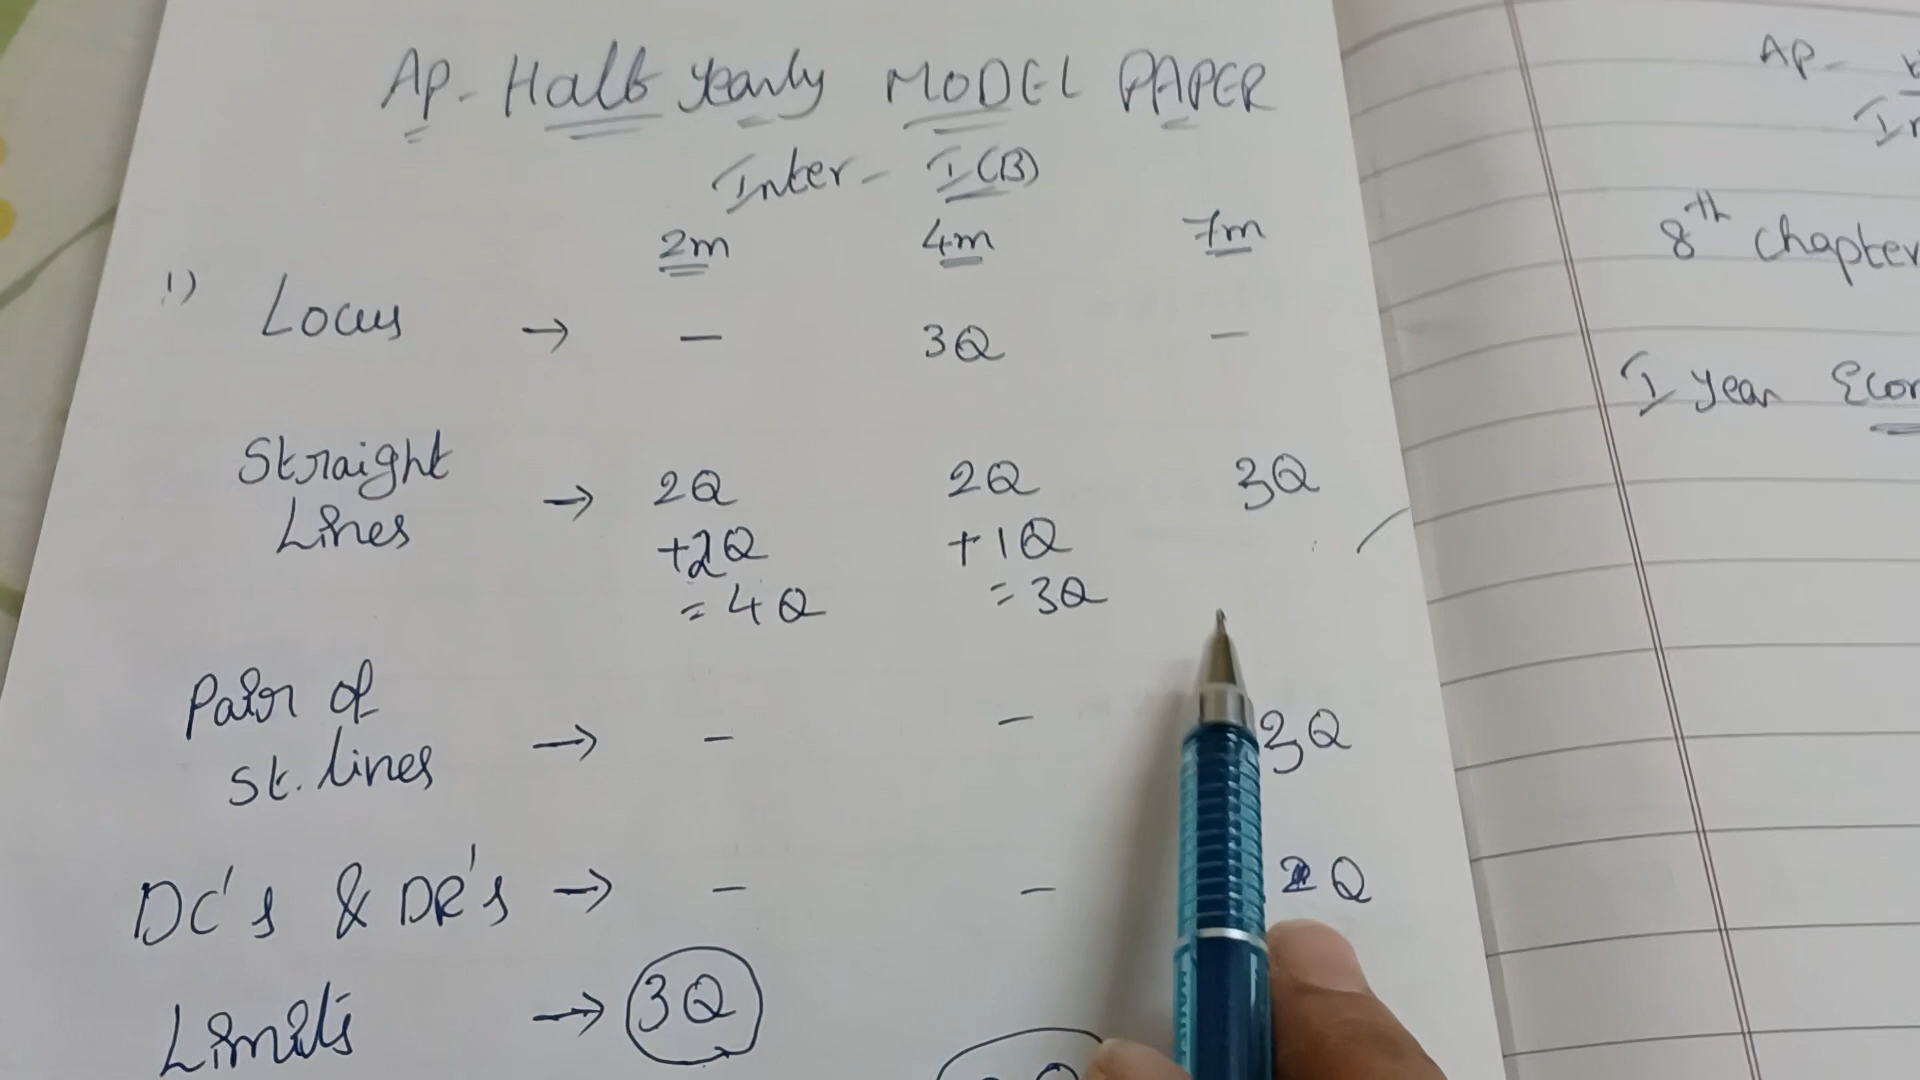 AP- Half yearly MODEL PAPER
Inter - I(B)
2m 4m 7m
1) Locus → - 3Q -
Straight Lines → 2Q 2Q 3Q
+2Q +1Q
= 4Q = 3Q
Pair of
st. lines → - - 3Q
DC's & DR's → - - 2Q
Limits → 3Q
AP-
8th chapter
I year